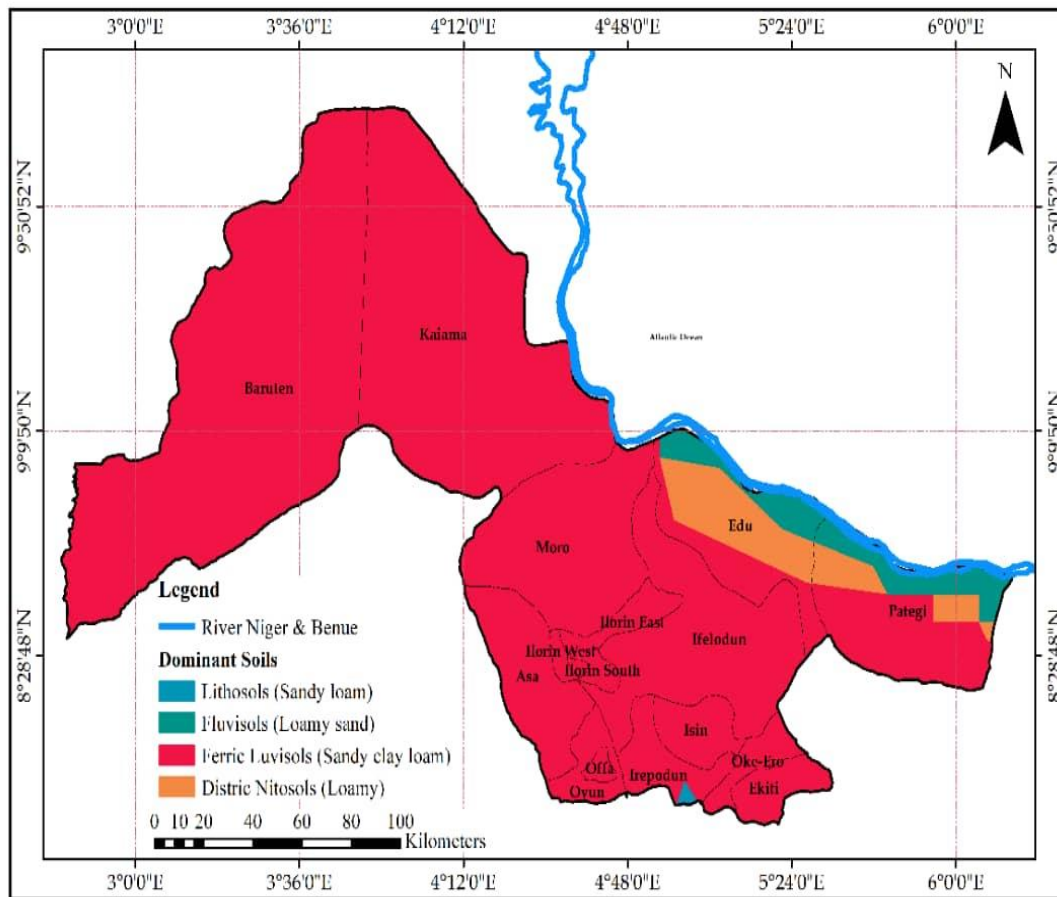 3°0'0"E 3°36'0"E 4°12'0"E 4°48'0"E 5°24'0"E 6°0'0"E
N
9°50'52"N 9°50'52"N
Kaiama
Atlantic Ocean
Baruten
9°9'50"N 9°9'50"N
Edu
Moro
Legend
Pategi
River Niger & Benue
Ilorin East
Ifelodun
8°28'48"N 8°28'48"N
Dominant Soils
Ilorin West
Asa
Ilorin South
Lithosols (Sandy loam)
Fluvisols (Loamy sand)
Isin
Ferric Luvisols (Sandy clay loam)
Oke-Ero
Offa
Irepodun
Distric Nitosols (Loamy)
Ekiti
Oyun
0 10 20 40 60 80 100
Kilometers
3°0'0"E 3°36'0"E 4°12'0"E 4°48'0"E 5°24'0"E 6°0'0"E